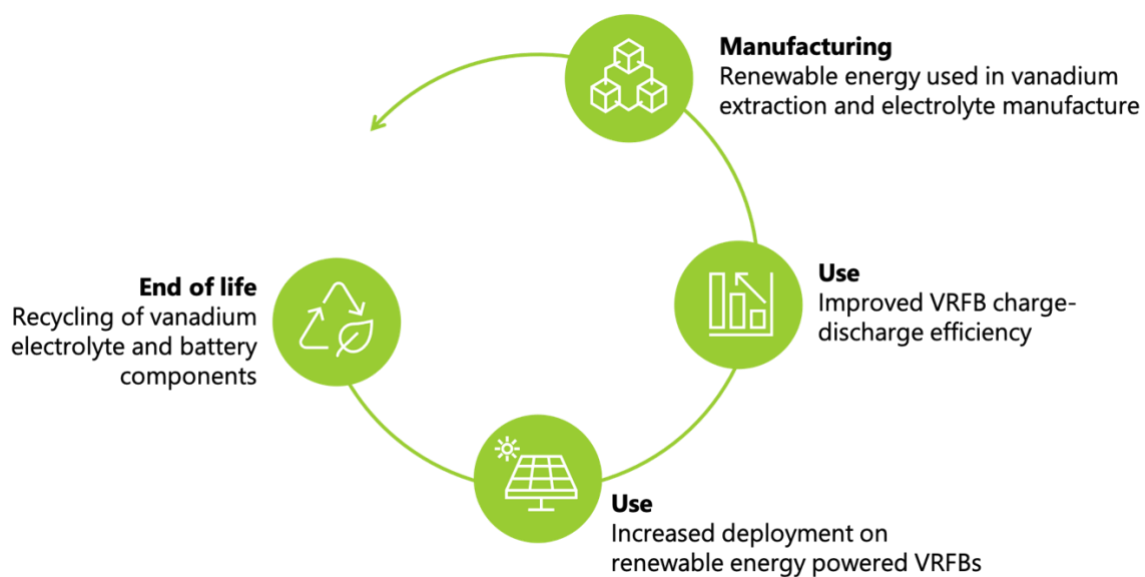 Manufacturing
Renewable energy used in vanadium
extraction and electrolyte manufacture
Use
Improved VRFB charge-
discharge efficiency
Use
Increased deployment on
renewable energy powered VRFBs
End of life
Recycling of vanadium
electrolyte and battery
components